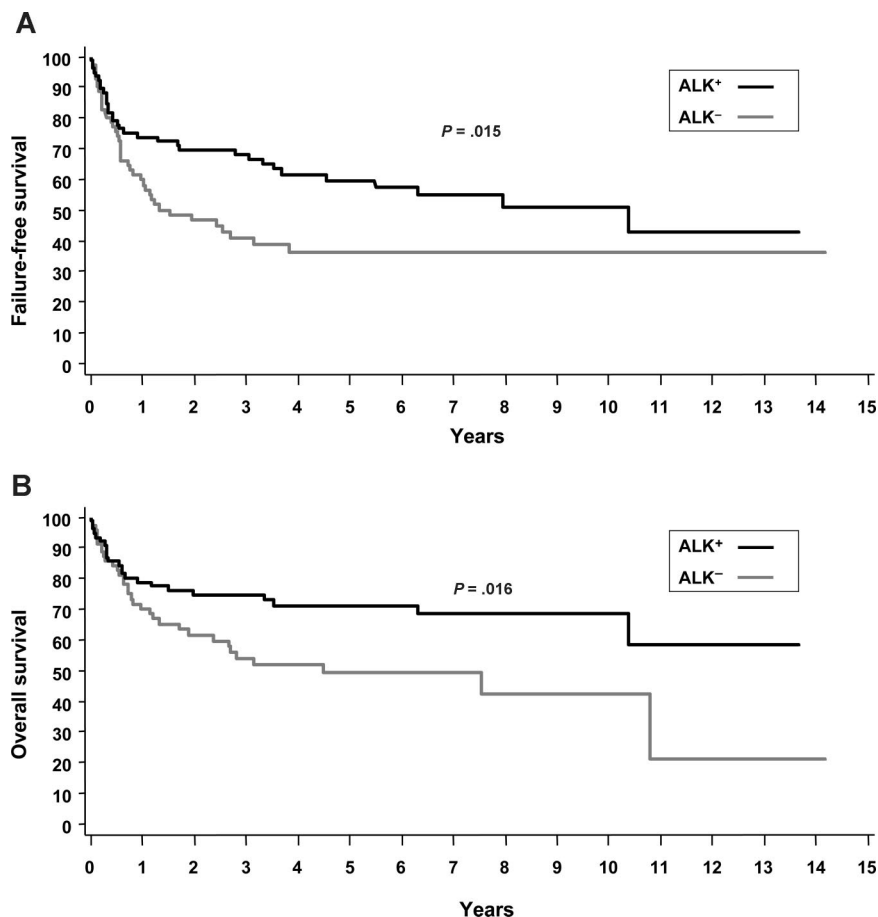 A
Failure-free survival
100
90
80
70
60
50
40
30
20
10
0
ALK⁺
ALK⁻
P = .015
0 1 2 3 4 5 6 7 8 9 10 11 12 13 14 15
Years
B
Overall survival
100
90
80
70
60
50
40
30
20
10
0
ALK⁺
ALK⁻
P = .016
0 1 2 3 4 5 6 7 8 9 10 11 12 13 14 15
Years